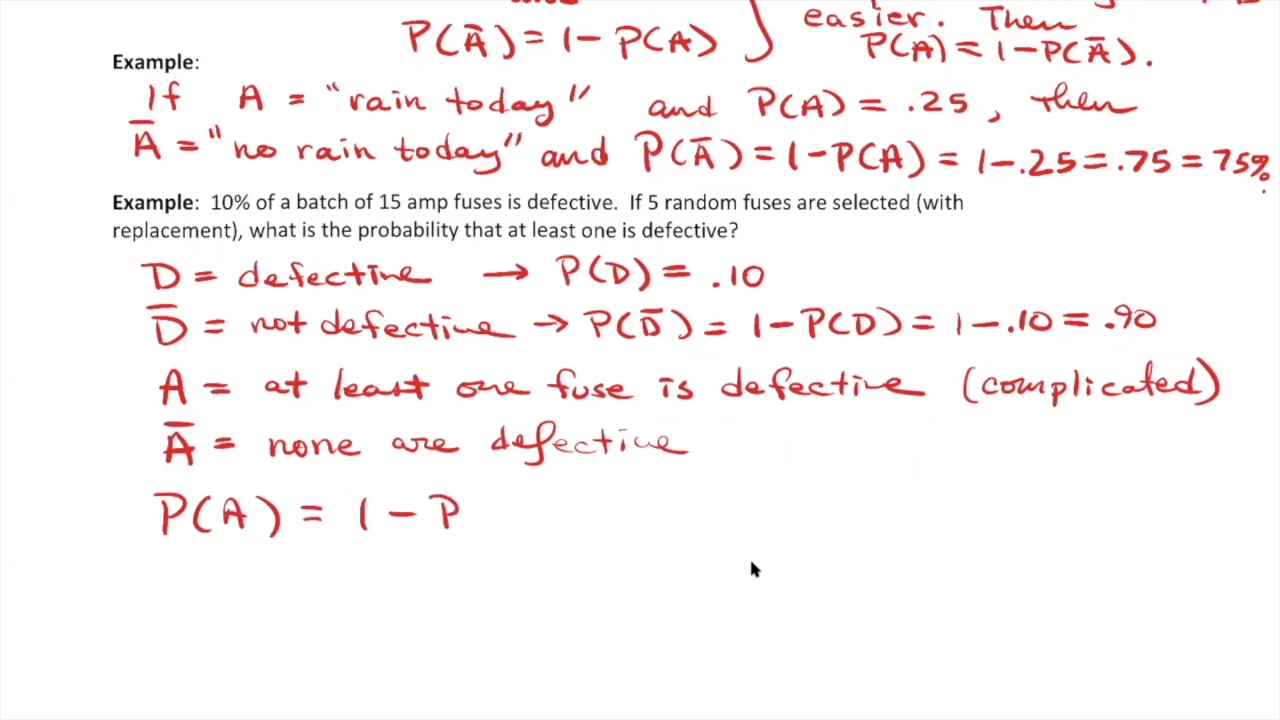 easier. Then
P(Ā) = 1 - P(A) } P(A) = 1 - P(Ā).
Example:
If A = "rain today" and P(A) = .25, then
Ā = "no rain today" and P(Ā) = 1 - P(A) = 1 - .25 = .75 = 75%.
Example: 10% of a batch of 15 amp fuses is defective. If 5 random fuses are selected (with
replacement), what is the probability that at least one is defective?
D = defective → P(D) = .10
D̄ = not defective → P(D̄) = 1 - P(D) = 1 - .10 = .90
A = at least one fuse is defective (complicated)
Ā = none are defective
P(A) = 1 - P